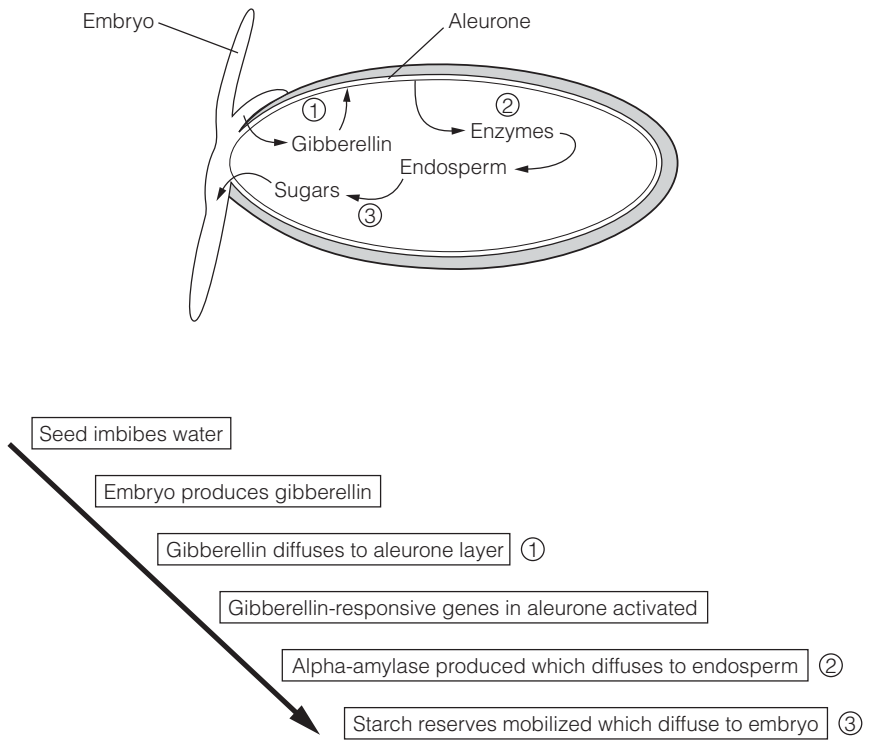 Embryo
Aleurone
1
2
Enzymes
Gibberellin
Endosperm
Sugars
3
Seed imbibes water
Embryo produces gibberellin
Gibberellin diffuses to aleurone layer 1
Gibberellin-responsive genes in aleurone activated
Alpha-amylase produced which diffuses to endosperm 2
Starch reserves mobilized which diffuse to embryo 3